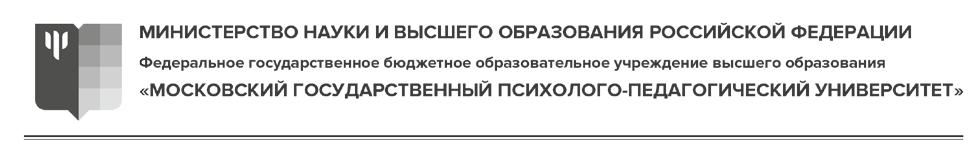 МИНИСТЕРСТВО НАУКИ И ВЫСШЕГО ОБРАЗОВАНИЯ РОССИЙСКОЙ ФЕДЕРАЦИИ
Федеральное государственное бюджетное образовательное учреждение высшего образования
«МОСКОВСКИЙ ГОСУДАРСТВЕННЫЙ ПСИХОЛОГО-ПЕДАГОГИЧЕСКИЙ УНИВЕРСИТЕТ»